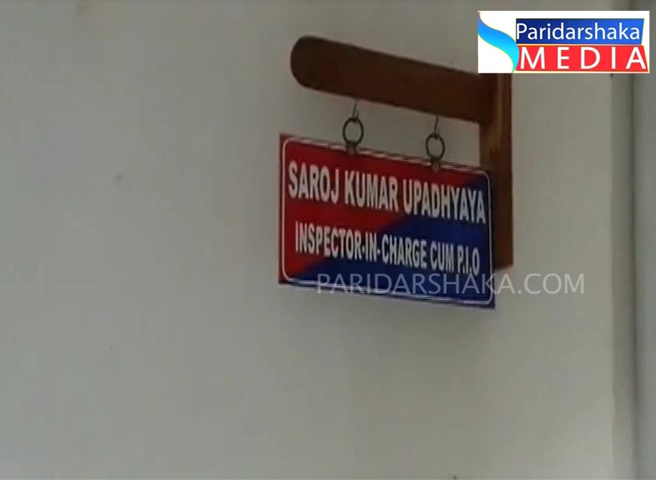 Paridarshaka
MEDIA
SAROJ KUMAR UPADHYAYA
INSPECTOR-IN-CHARGE CUM P.I.O
PARIDARSHAKA.COM